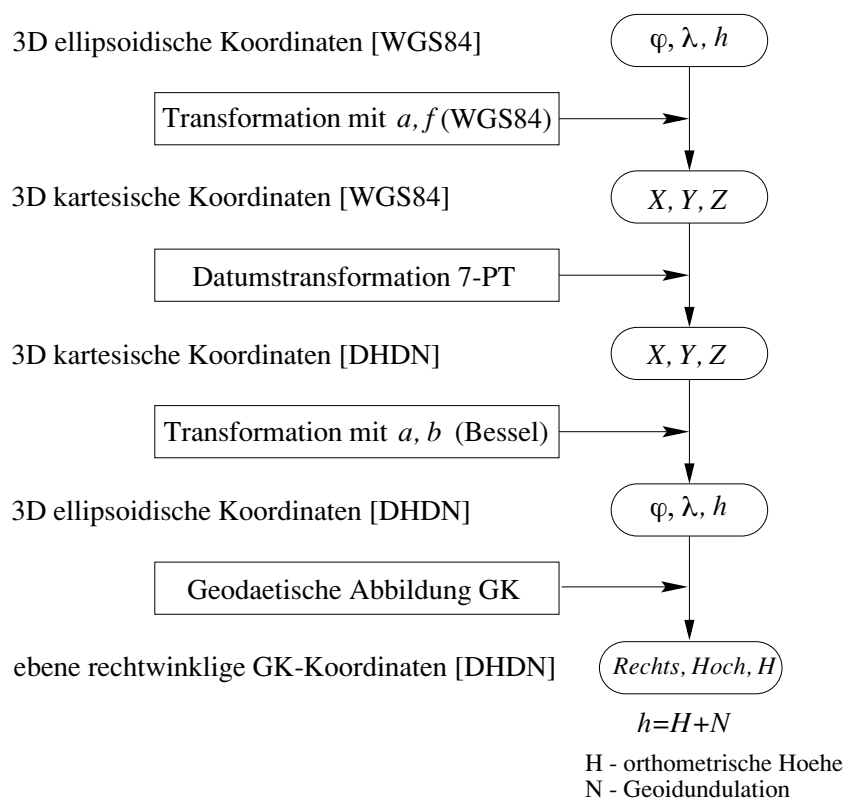 3D ellipsoidische Koordinaten [WGS84]
φ, λ, h
Transformation mit a, f (WGS84)
3D kartesische Koordinaten [WGS84]
X, Y, Z
Datumstransformation 7-PT
3D kartesische Koordinaten [DHDN]
X, Y, Z
Transformation mit a, b (Bessel)
3D ellipsoidische Koordinaten [DHDN]
φ, λ, h
Geodaetische Abbildung GK
ebene rechtwinklige GK-Koordinaten [DHDN]
Rechts, Hoch, H
h=H+N
H - orthometrische Hoehe
N - Geoidundulation